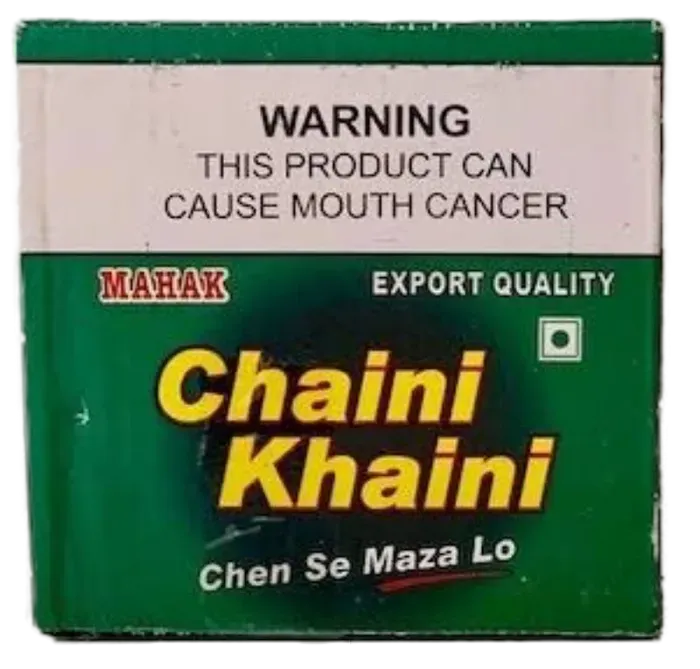 WARNING
THIS PRODUCT CAN
CAUSE MOUTH CANCER
MAHAK EXPORT QUALITY
Chaini
Khaini
Chen Se Maza Lo